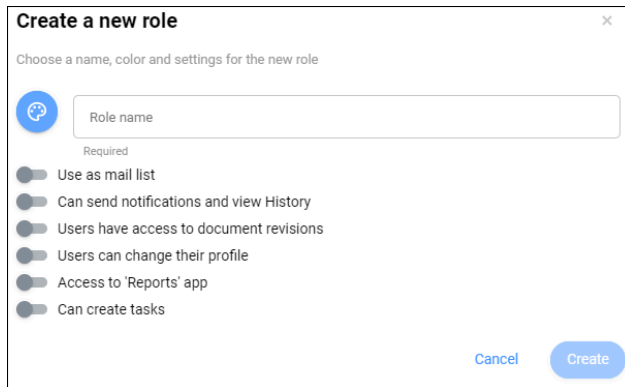 Create a new role
Choose a name, color and settings for the new role
Role name
Required
Use as mail list
Can send notifications and view History
Users have access to document revisions
Users can change their profile
Access to 'Reports' app
Can create tasks
Cancel Create